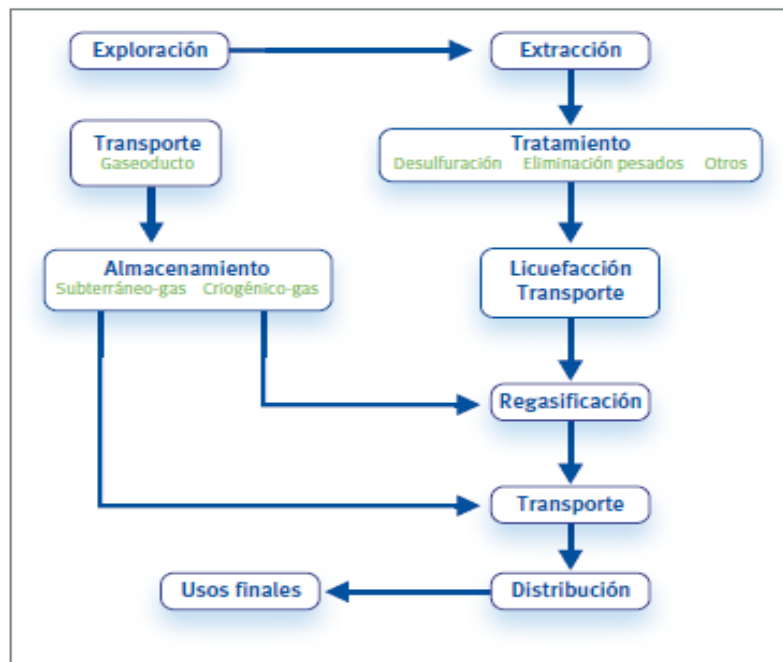 Exploración
Extracción
Transporte
Gaseoducto
Tratamiento
Desulfuración Eliminación pesados Otros
Almacenamiento
Subterráneo-gas Criogénico-gas
Licuefacción
Transporte
Regasificación
Transporte
Usos finales
Distribución